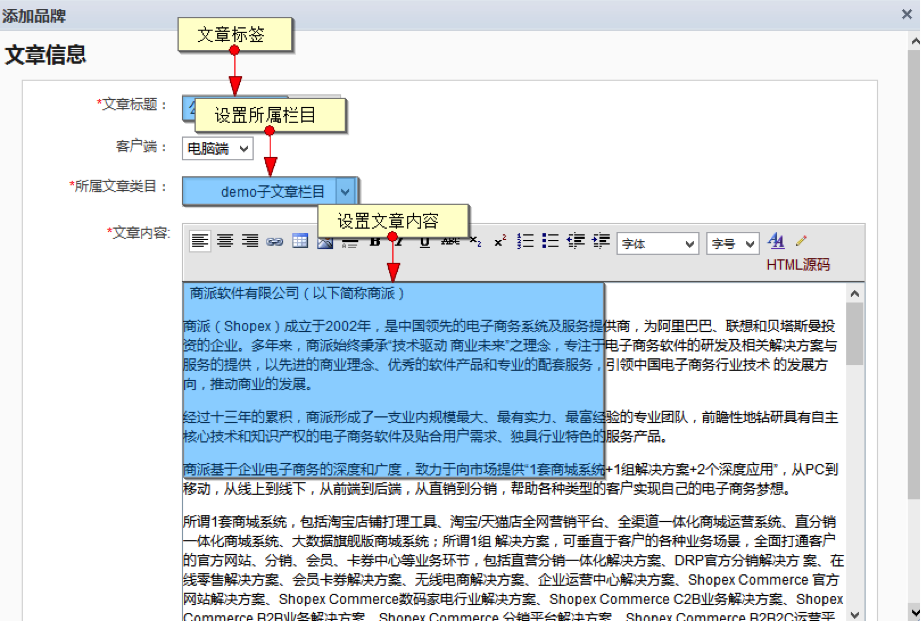 添加品牌
文章标签
文章信息
*文章标题：
设置所属栏目
客户端： 电脑端
*所属文章类目： demo子文章栏目
设置文章内容
*文章内容:
B I U ABC x₂ x² 字体 字号
HTML源码
商派软件有限公司（以下简称商派）
商派（Shopex）成立于2002年，是中国领先的电子商务系统及服务提供商，为阿里巴巴、联想和贝塔斯曼投
资的企业。多年来，商派始终秉承“技术驱动 商业未来”之理念，专注于电子商务软件的研发及相关解决方案与
服务的提供，以先进的商业理念、优秀的软件产品和专业的配套服务，引领中国电子商务行业技术 的发展方
向，推动商业的发展。
经过十三年的累积，商派形成了一支业内规模最大、最有实力、最富经验的专业团队，前瞻性地钻研具有自主
核心技术和知识产权的电子商务软件及贴合用户需求、独具行业特色的服务产品。
商派基于企业电子商务的深度和广度，致力于向市场提供“1套商城系统+1组解决方案+2个深度应用”，从PC到
移动，从线上到线下，从前端到后端，从直销到分销，帮助各种类型的客户实现自己的电子商务梦想。
所谓1套商城系统，包括淘宝店铺打理工具、淘宝/天猫店全网营销平台、全渠道一体化商城运营系统、直分销
一体化商城系统、大数据旗舰版商城系统；所谓1组 解决方案，可垂直于客户的各种业务场景，全面打通客户
的官方网站、分销、会员、卡券中心等业务环节，包括直营分销一体化解决方案、DRP官方分销解决方 案、在
线零售解决方案、会员卡券解决方案、无线电商解决方案、企业运营中心解决方案、Shopex Commerce 官方
网站解决方案、Shopex Commerce数码家电行业解决方案、Shopex Commerce C2B业务解决方案、Shopex
Commerce B2B业务解决方案、Shopex Commerce 分销平台解决方案、Shopex Commerce B2B2C运营平